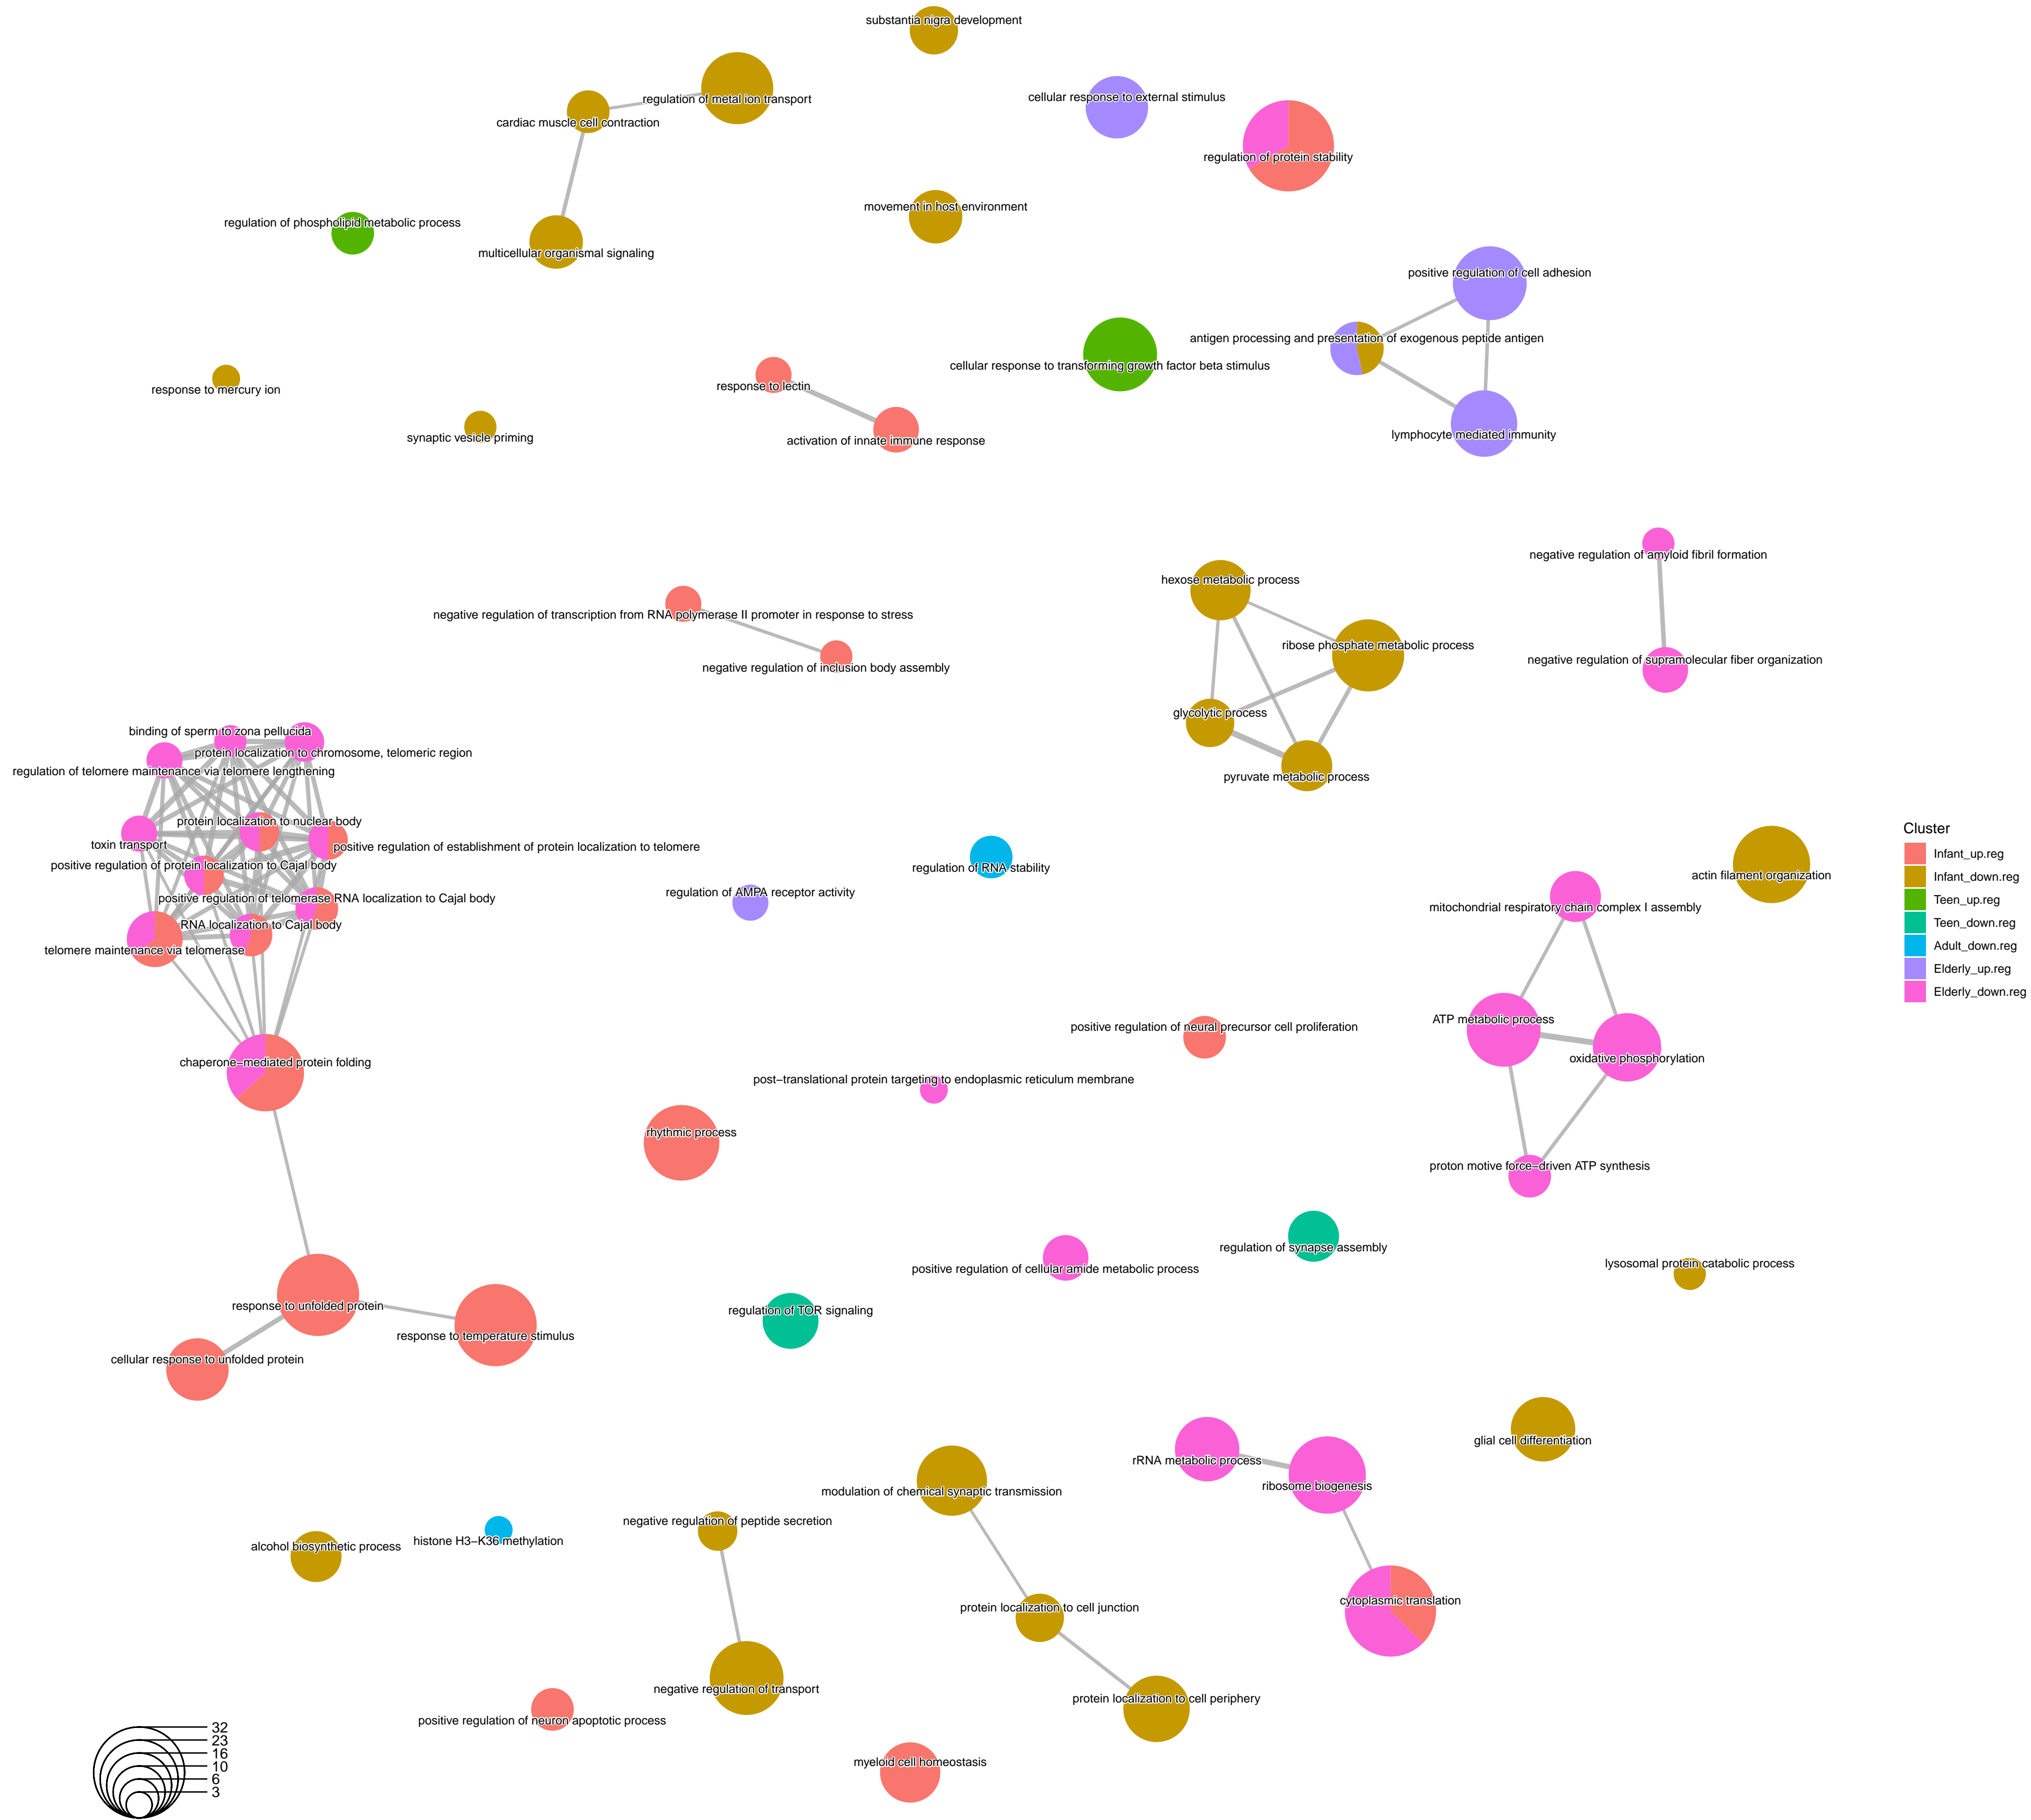 substantia nigra development
cellular response to external stimulus
regulation of metal ion transport
cardiac muscle cell contraction
regulation of protein stability
movement in host environment
regulation of phospholipid metabolic process
multicellular organismal signaling
positive regulation of cell adhesion
antigen processing and presentation of exogenous peptide antigen
cellular response to transforming growth factor beta stimulus
response to lectin
response to mercury ion
synaptic vesicle priming
activation of innate immune response
lymphocyte mediated immunity
negative regulation of amyloid fibril formation
hexose metabolic process
negative regulation of transcription from RNA polymerase II promoter in response to stress
ribose phosphate metabolic process
negative regulation of supramolecular fiber organization
negative regulation of inclusion body assembly
glycolytic process
binding of sperm to zona pellucida
protein localization to chromosome, telomeric region
regulation of telomere maintenance via telomere lengthening
pyruvate metabolic process
protein localization to nuclear body
toxin transport
positive regulation of establishment of protein localization to telomere
positive regulation of protein localization to Cajal body
regulation of RNA stability
actin filament organization
regulation of AMPA receptor activity
positive regulation of telomerase RNA localization to Cajal body
mitochondrial respiratory chain complex I assembly
RNA localization to Cajal body
telomere maintenance via telomerase
Cluster
Infant_up.reg
Infant_down.reg
Teen_up.reg
Teen_down.reg
Adult_down.reg
Elderly_up.reg
Elderly_down.reg
ATP metabolic process
positive regulation of neural precursor cell proliferation
oxidative phosphorylation
chaperone−mediated protein folding
post−translational protein targeting to endoplasmic reticulum membrane
rhythmic process
proton motive force−driven ATP synthesis
regulation of synapse assembly
lysosomal protein catabolic process
positive regulation of cellular amide metabolic process
response to unfolded protein
regulation of TOR signaling
response to temperature stimulus
cellular response to unfolded protein
glial cell differentiation
rRNA metabolic process
ribosome biogenesis
modulation of chemical synaptic transmission
negative regulation of peptide secretion
histone H3−K36 methylation
alcohol biosynthetic process
cytoplasmic translation
protein localization to cell junction
negative regulation of transport
protein localization to cell periphery
positive regulation of neuron apoptotic process
myeloid cell homeostasis
32
23
16
10
6
3